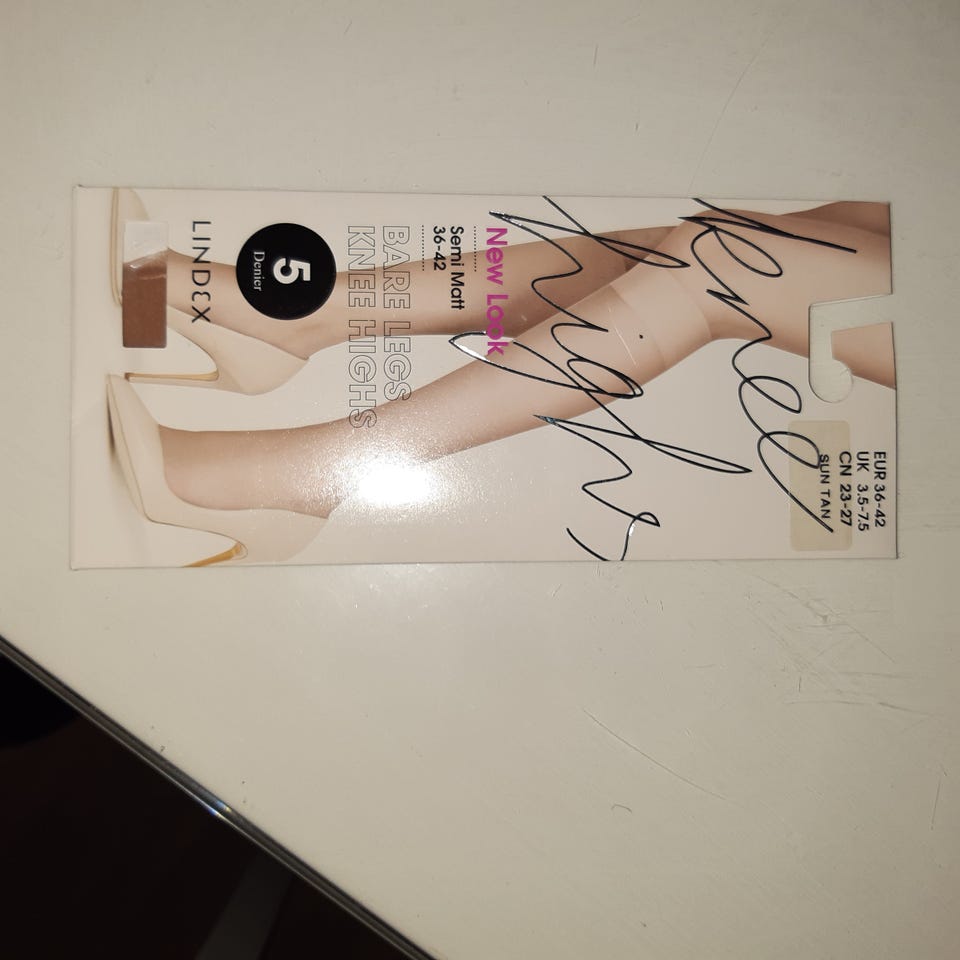 EUR 36-42
UK 3.5-7.5
CN 23-27
SUN TAN
Knee
highs
New Look
Semi Matt
36-42
BARE LEGS
KNEE HIGHS
5
Denier
LINDEX